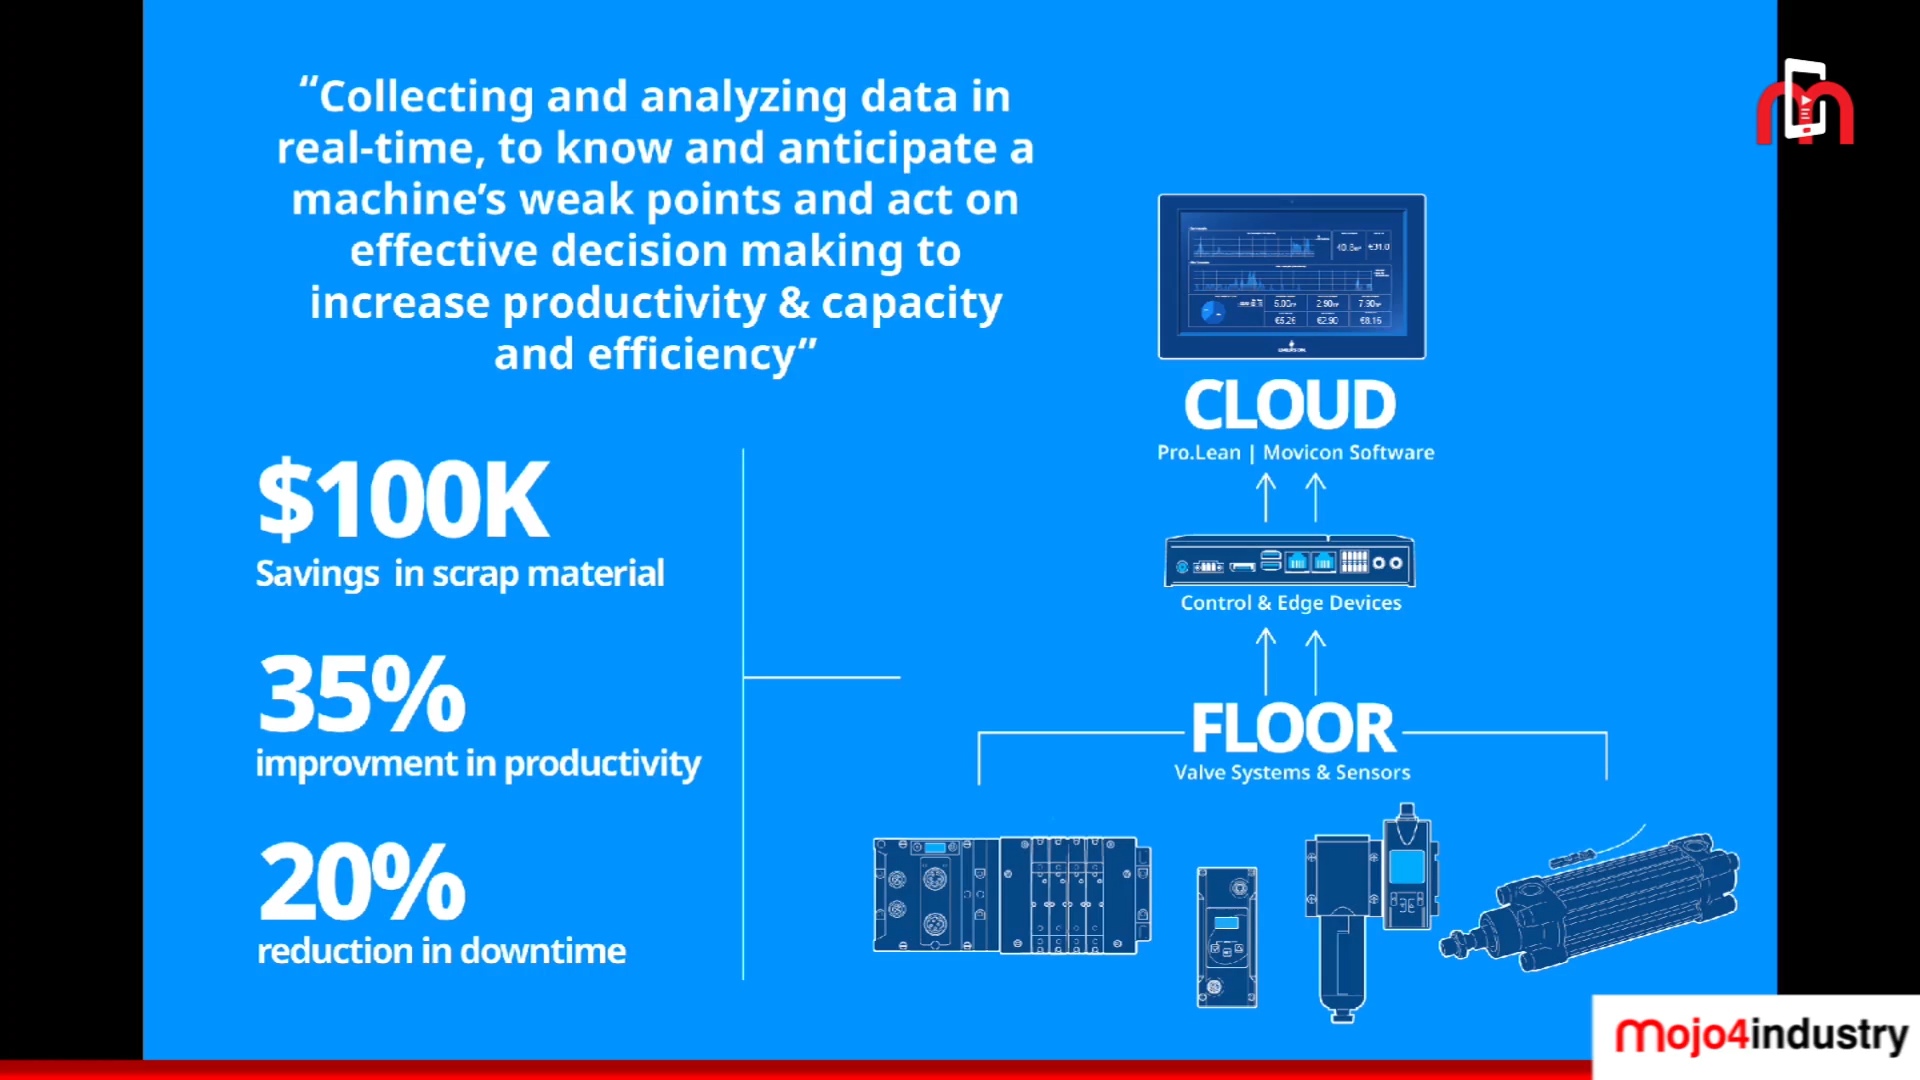 “Collecting and analyzing data in
real-time, to know and anticipate a
machine’s weak points and act on
effective decision making to
increase productivity & capacity
and efficiency”
$100K
Savings in scrap material
35%
improvment in productivity
20%
reduction in downtime
CLOUD
Pro.Lean | Movicon Software
Control & Edge Devices
FLOOR
Valve Systems & Sensors
EMERSON
mojo4industry